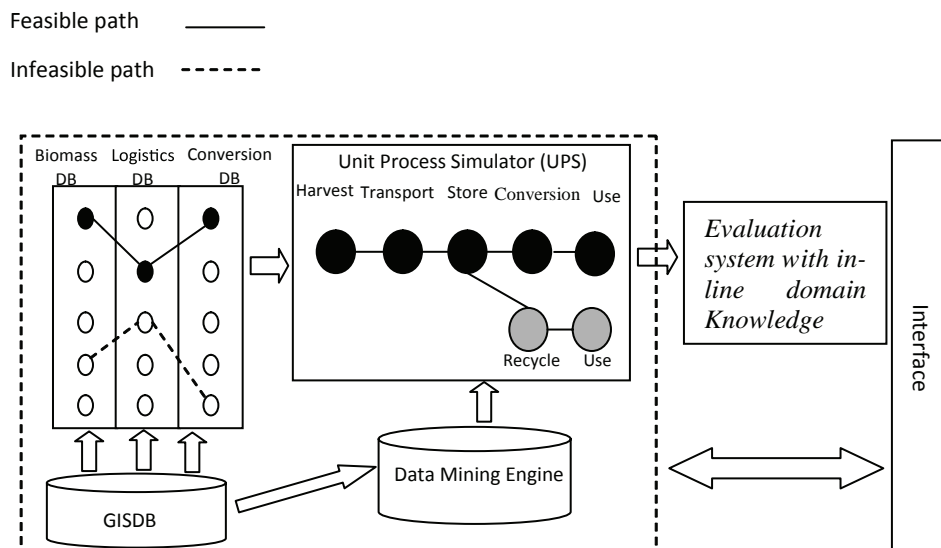 Feasible path
Infeasible path
Biomass DB
Logistics DB
Conversion DB
Unit Process Simulator (UPS)
Harvest Transport Store Conversion Use
Recycle Use
Evaluation
system with in-
line domain
Knowledge
Interface
Data Mining Engine
GISDB